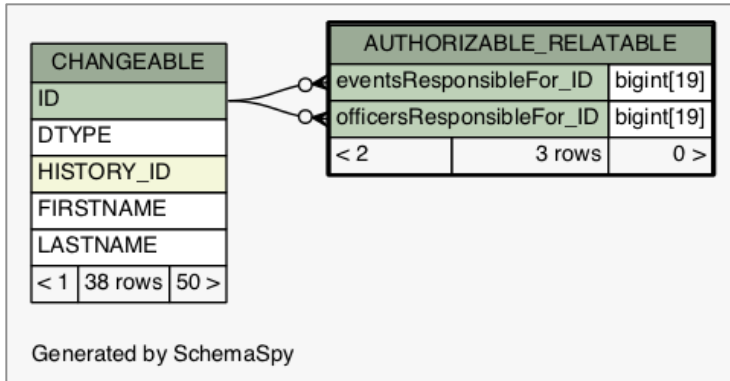 CHANGEABLE
ID
DTYPE
HISTORY_ID
FIRSTNAME
LASTNAME
< 1 38 rows 50 >
AUTHORIZABLE_RELATABLE
eventsResponsibleFor_ID bigint[19]
officersResponsibleFor_ID bigint[19]
< 2 3 rows 0 >
Generated by SchemaSpy